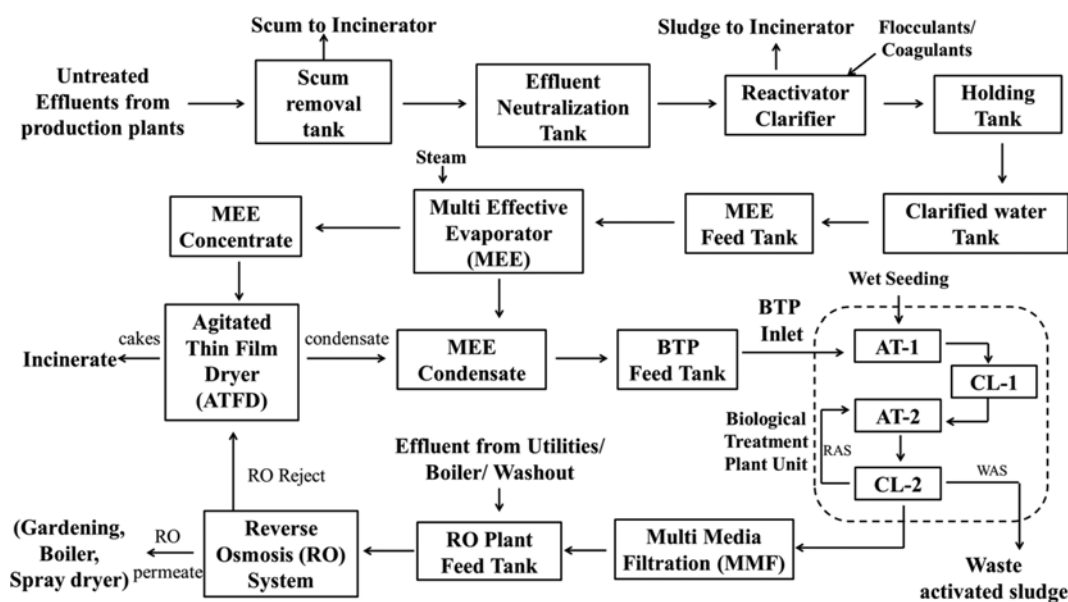 Scum to Incinerator
Sludge to Incinerator
Flocculants/
Coagulants
Untreated
Effluents from
production plants
Scum
removal
tank
Effluent
Neutralization
Tank
Reactivator
Clarifier
Holding
Tank
Steam
MEE
Concentrate
Multi Effective
Evaporator
(MEE)
MEE
Feed Tank
Clarified water
Tank
Wet Seeding
Incinerate
cakes
Agitated
Thin Film
Dryer
(ATFD)
condensate
MEE
Condensate
BTP
Feed Tank
BTP
Inlet
AT-1
CL-1
AT-2
Biological
Treatment
Plant Unit
RAS
CL-2
WAS
Effluent from Utilities/
Boiler/ Washout
RO Reject
(Gardening,
Boiler,
Spray dryer)
RO
permeate
Reverse
Osmosis (RO)
System
RO Plant
Feed Tank
Multi Media
Filtration (MMF)
Waste
activated sludge